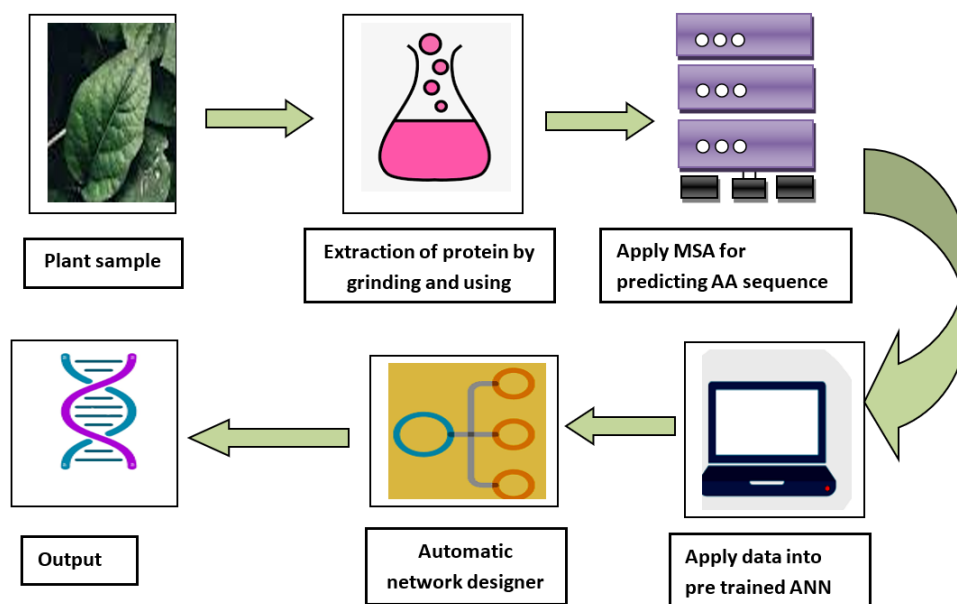 Plant sample
Extraction of protein by
grinding and using
Apply MSA for
predicting AA sequence
Output
Automatic
network designer
Apply data into
pre trained ANN